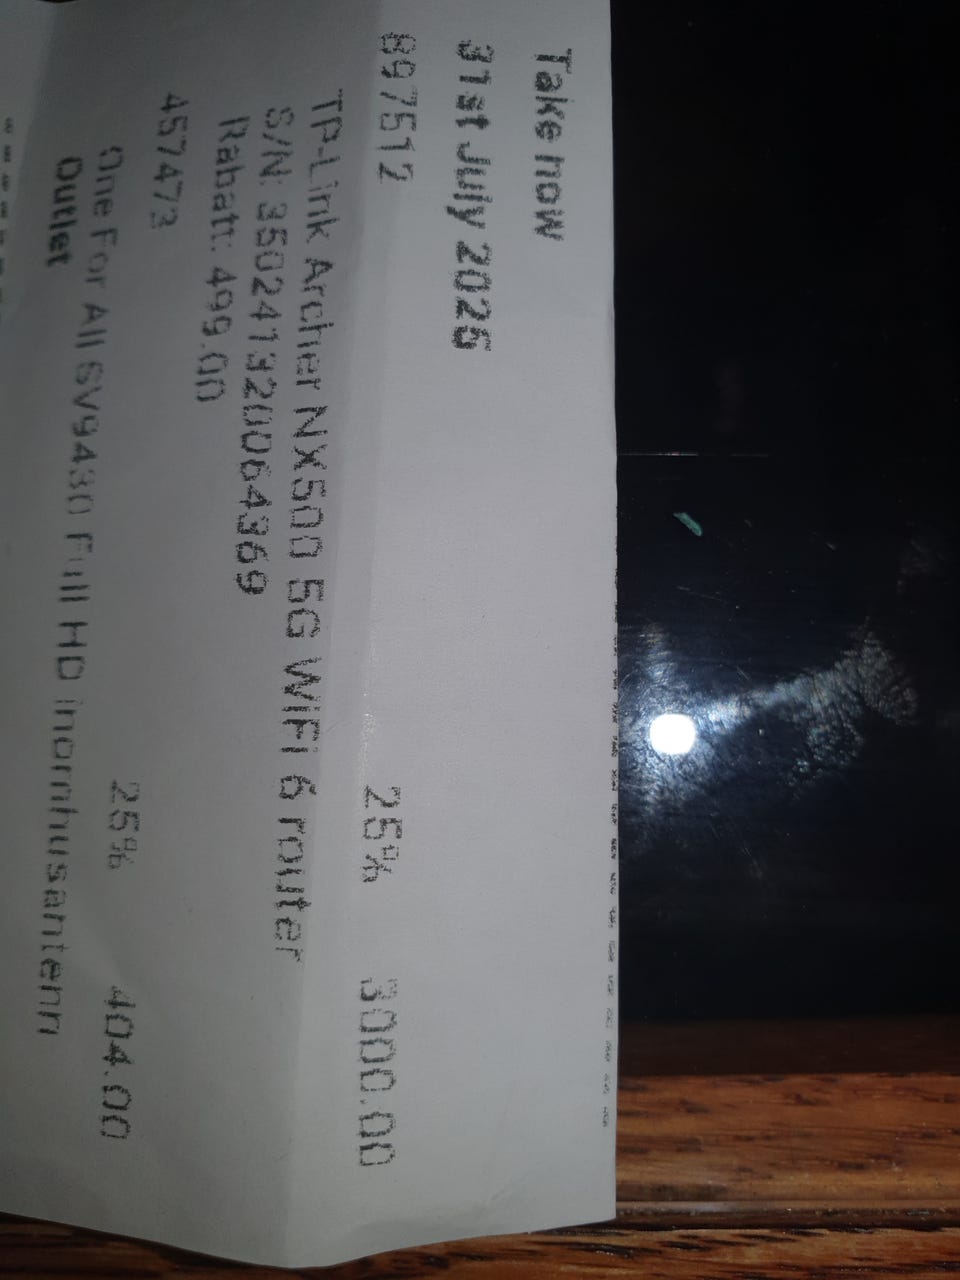 Take now
31st July 2026
897512 25% 3000.00
TP-Link Archer NX500 5G WiFi 6 router
S/N: 350241320064369
Rabatt: 499.00
457473 25% 404.00
One For All SV9430 Full HD inomhusantenn
Outlet